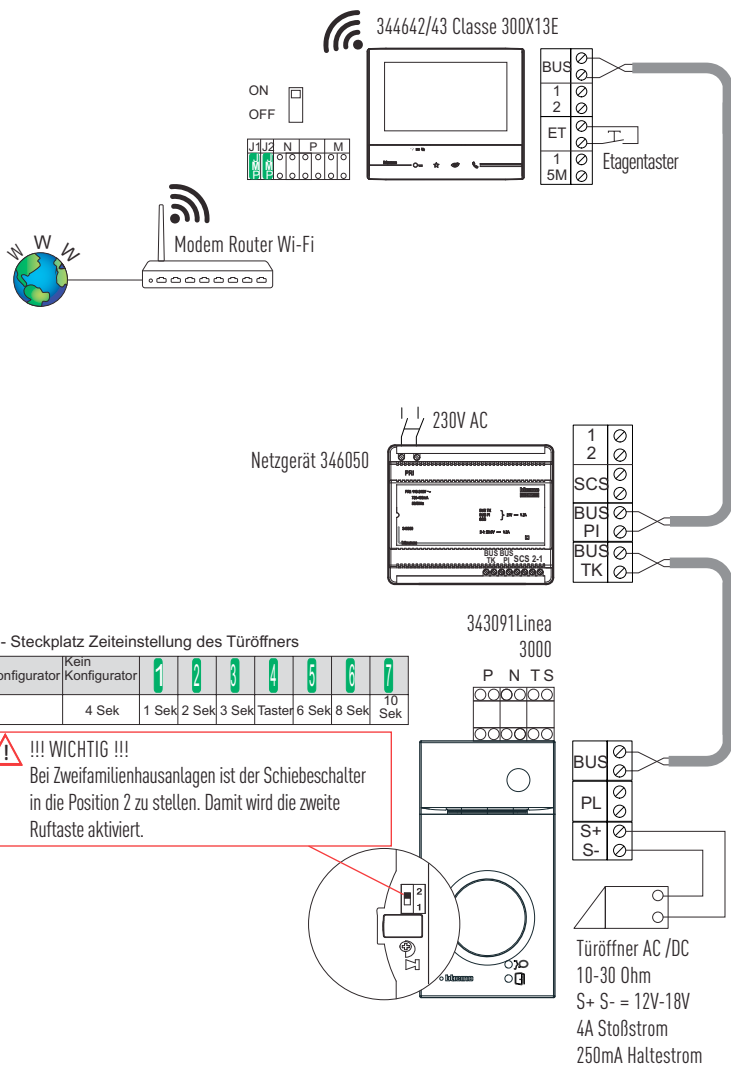 344642/43 Classe 300X13E
ON
OFF
J1 J2 N P M
JMP JMP
BUS
1
2
ET
1
5M
Etagentaster
W W W
Modem Router Wi-Fi
230V AC
Netzgerät 346050
PRI
BUS BUS
TK PI SCS 2-1
1
2
SCS
BUS
PI
BUS
TK
343091Linea
3000
P N T S
- Steckplatz Zeiteinstellung des Türöffners
onfigurator
Kein
Konfigurator
1 2 3 4 5 6 7
4 Sek 1 Sek 2 Sek 3 Sek Taster 6 Sek 8 Sek 10 Sek
!
!!! WICHTIG !!!
Bei Zweifamilienhausanlagen ist der Schiebeschalter
in die Position 2 zu stellen. Damit wird die zweite
Ruftaste aktiviert.
2
1
bticino
BUS
PL
S+
S-
Türöffner AC /DC
10-30 Ohm
S+ S- = 12V-18V
4A Stoßstrom
250mA Haltestrom